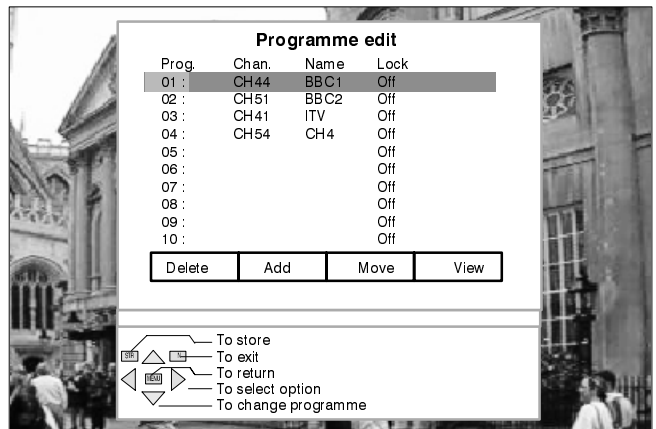 Programme edit
Prog. Chan. Name Lock
01 : CH44 BBC1 Off
02 : CH51 BBC2 Off
03 : CH41 ITV Off
04 : CH54 CH4 Off
05 : Off
06 : Off
07 : Off
08 : Off
09 : Off
10 : Off
Delete Add Move View
To store
STR To exit
MENU To return
To select option
To change programme